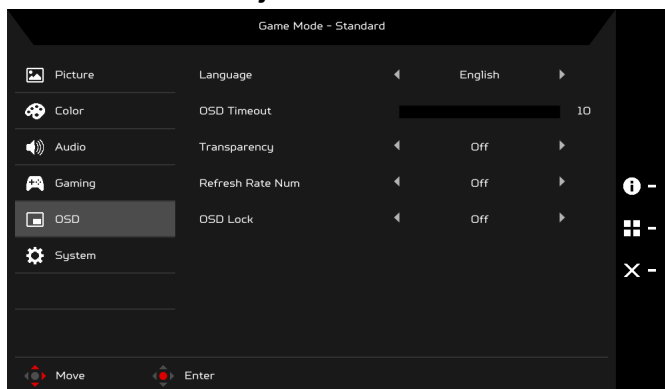 Game Mode - Standard
Picture
Language English
Color
OSD Timeout 10
Audio
Transparency Off
Gaming
Refresh Rate Num Off
OSD
OSD Lock Off
System
Move Enter